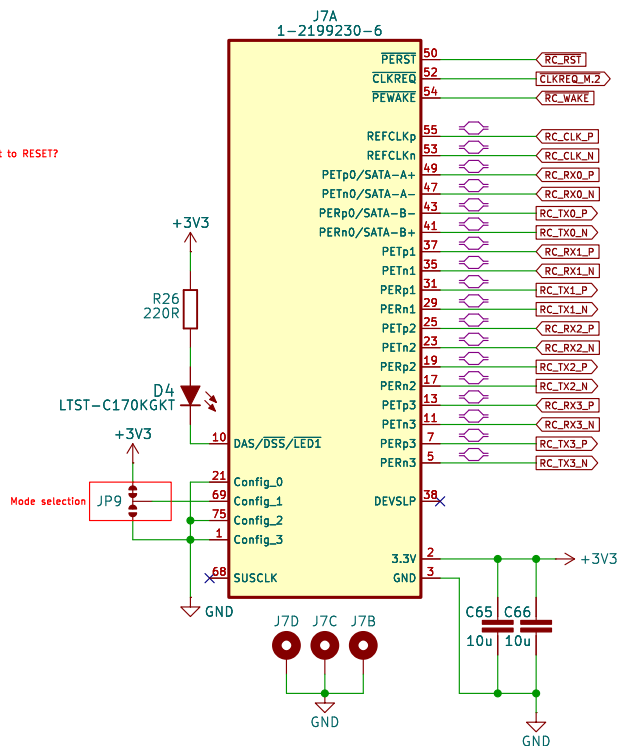 J7A
1-2199230-6
PERST 50 RC_RST
CLKREQ 52 CLKREQ_M.2
PEWAKE 54 RC_WAKE
REFCLKp 55 RC_CLK_P
t to RESET?
REFCLKn 53 RC_CLK_N
PETp0/SATA-A+ 49 RC_RX0_P
PETn0/SATA-A- 47 RC_RX0_N
PERp0/SATA-B- 43 RC_TX0_P
+3V3
PERn0/SATA-B+ 41 RC_TX0_N
PETp1 37 RC_RX1_P
PETn1 35 RC_RX1_N
PERp1 31 RC_TX1_P
R26
220R
PERn1 29 RC_TX1_N
PETp2 25 RC_RX2_P
PETn2 23 RC_RX2_N
PERp2 19 RC_TX2_P
PERn2 17 RC_TX2_N
D4
LTST-C170KGKT
PETp3 13 RC_RX3_P
PETn3 11 RC_RX3_N
+3V3
10 DAS/DSS/LED1
PERp3 7 RC_TX3_P
PERn3 5 RC_TX3_N
21 Config_0
Mode selection JP9
69 Config_1
DEVSLP 38
75 Config_2
1 Config_3
3.3V 2 +3V3
68 SUSCLK
GND 3
GND
J7D J7C J7B
C65 C66
10u 10u
GND
GND